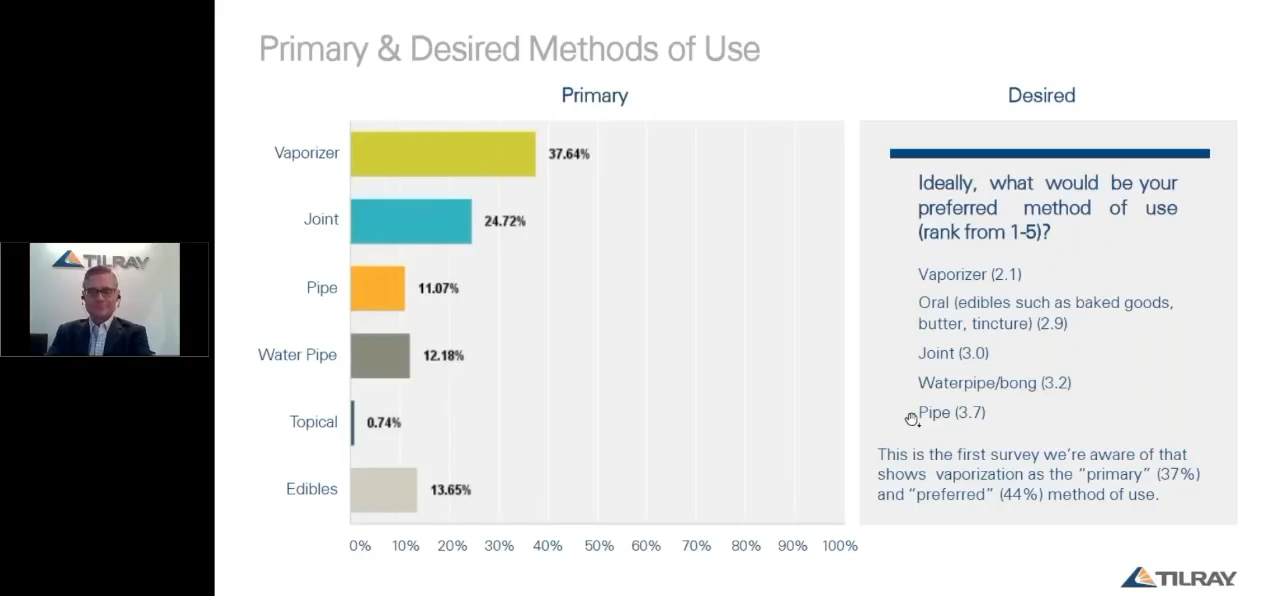 Primary & Desired Methods of Use
Primary
Vaporizer
37.64%
Joint
24.72%
Pipe
11.07%
Water Pipe
12.18%
Topical
0.74%
Edibles
13.65%
0% 10% 20% 30% 40% 50% 60% 70% 80% 90% 100%
Desired
Ideally, what would be your
preferred method of use
(rank from 1-5)?
Vaporizer (2.1)
Oral (edibles such as baked goods,
butter, tincture) (2.9)
Joint (3.0)
Waterpipe/bong (3.2)
Pipe (3.7)
This is the first survey we're aware of that
shows vaporization as the “primary” (37%)
and “preferred” (44%) method of use.
TILRAY
TILRAY